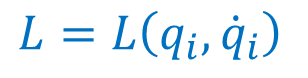 L = L(qᵢ, q̇ᵢ)